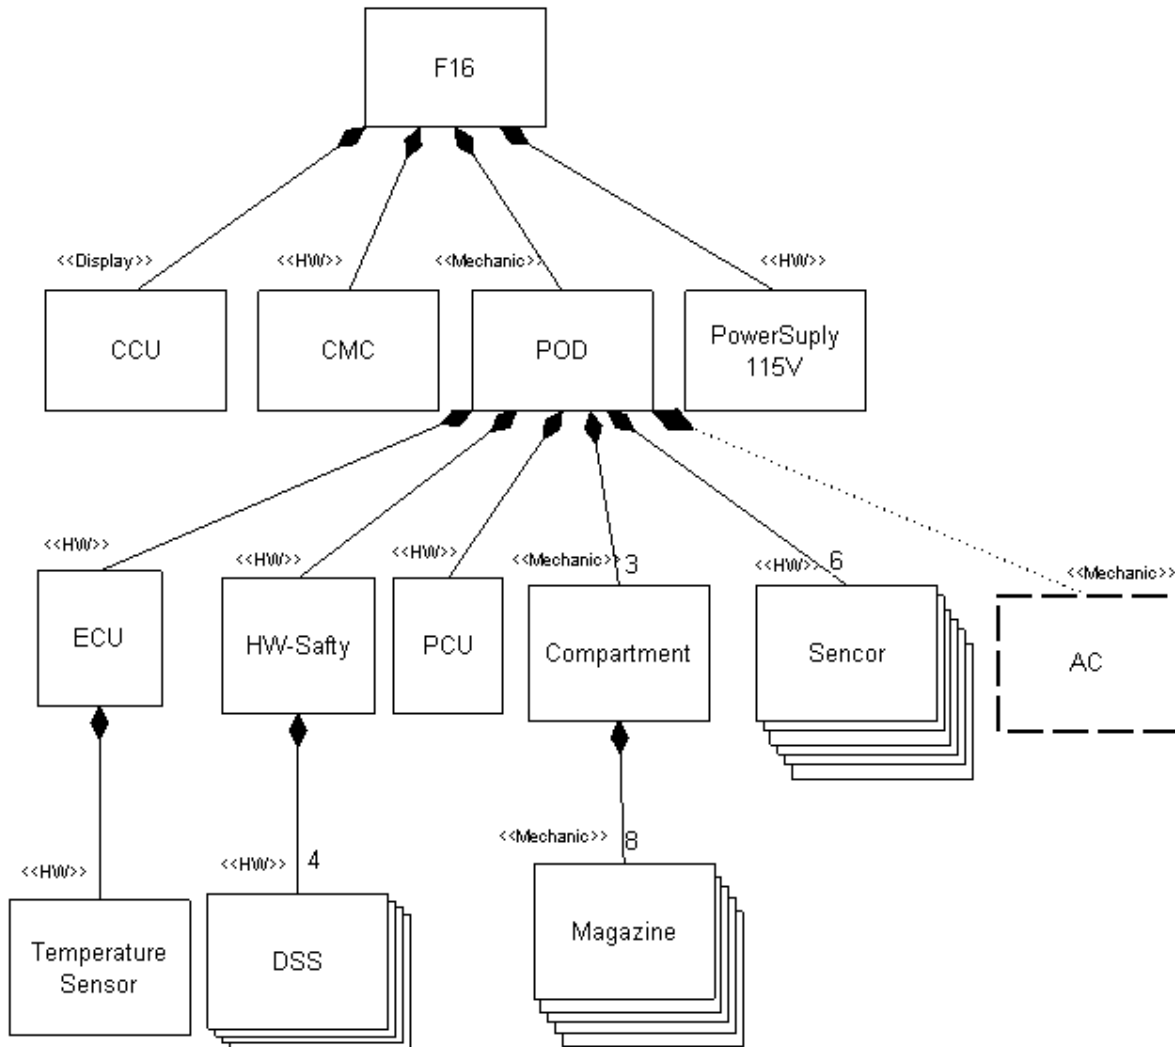 F16
<<Display>>
<<HW>>
<<Mechanic>>
<<HW>>
CCU
CMC
POD
PowerSuply
115V
<<HW>>
<<HW>>
<<HW>>
<<Mechanic>>
3
<<HW>>
6
<<Mechanic>>
ECU
HW-Safty
PCU
Compartment
Sencor
AC
<<HW>>
<<HW>>
4
<<Mechanic>>
8
Temperature
Sensor
DSS
Magazine